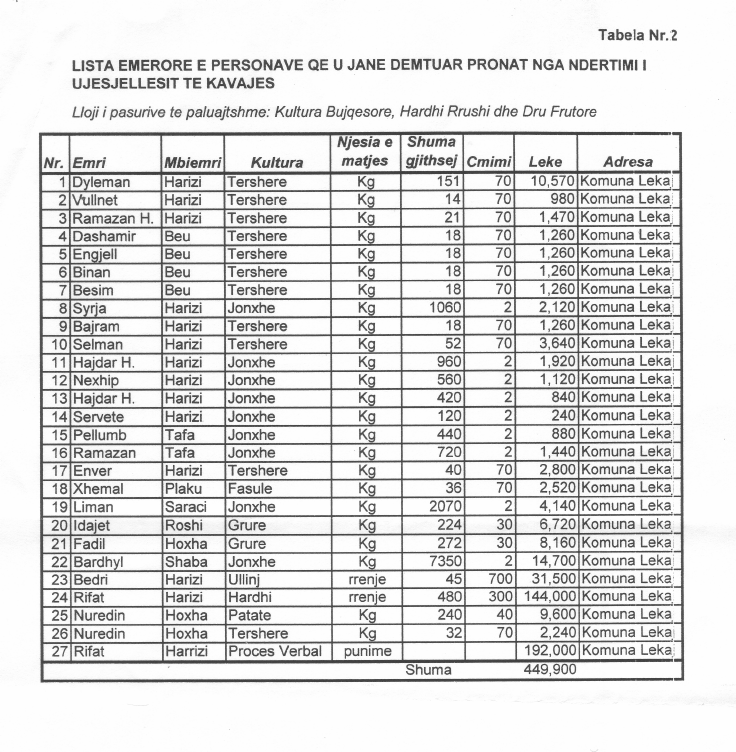 Tabela Nr.2
LISTA EMERORE E PERSONAVE QE U JANE DEMTUAR PRONAT NGA NDERTIMI I
UJESJELLESIT TE KAVAJES
Lloji i pasurive te paluajtshme: Kultura Bujqesore, Hardhi Rrushi dhe Dru Frutore
Nr. Emri Mbiemri Kultura Njesia e matjes Shuma gjithsej Cmimi Leke Adresa
1 Dyleman Harizi Tershere Kg 151 70 10,570 Komuna Leka
2 Vullnet Harizi Tershere Kg 14 70 980 Komuna Leka
3 Ramazan H. Harizi Tershere Kg 21 70 1,470 Komuna Leka
4 Dashamir Beu Tershere Kg 18 70 1,260 Komuna Leka
5 Engjell Beu Tershere Kg 18 70 1,260 Komuna Leka
6 Binan Beu Tershere Kg 18 70 1,260 Komuna Leka
7 Besim Beu Tershere Kg 18 70 1,260 Komuna Leka
8 Syrja Harizi Jonxhe Kg 1060 2 2,120 Komuna Leka
9 Bajram Harizi Tershere Kg 18 70 1,260 Komuna Leka
10 Selman Harizi Tershere Kg 52 70 3,640 Komuna Leka
11 Hajdar H. Harizi Jonxhe Kg 960 2 1,920 Komuna Leka
12 Nexhip Harizi Jonxhe Kg 560 2 1,120 Komuna Leka
13 Hajdar H. Harizi Jonxhe Kg 420 2 840 Komuna Leka
14 Servete Harizi Jonxhe Kg 120 2 240 Komuna Leka
15 Pellumb Tafa Jonxhe Kg 440 2 880 Komuna Leka
16 Ramazan Tafa Jonxhe Kg 720 2 1,440 Komuna Leka
17 Enver Harizi Tershere Kg 40 70 2,800 Komuna Leka
18 Xhemal Plaku Fasule Kg 36 70 2,520 Komuna Leka
19 Liman Saraci Jonxhe Kg 2070 2 4,140 Komuna Leka
20 Idajet Roshi Grure Kg 224 30 6,720 Komuna Leka
21 Fadil Hoxha Grure Kg 272 30 8,160 Komuna Leka
22 Bardhyl Shaba Jonxhe Kg 7350 2 14,700 Komuna Leka
23 Bedri Harizi Ullinj rrenje 45 700 31,500 Komuna Leka
24 Rifat Harizi Hardhi rrenje 480 300 144,000 Komuna Leka
25 Nuredin Hoxha Patate Kg 240 40 9,600 Komuna Leka
26 Nuredin Hoxha Tershere Kg 32 70 2,240 Komuna Leka
27 Rifat Harrizi Proces Verbal punime 192,000 Komuna Leka
Shuma 449,900